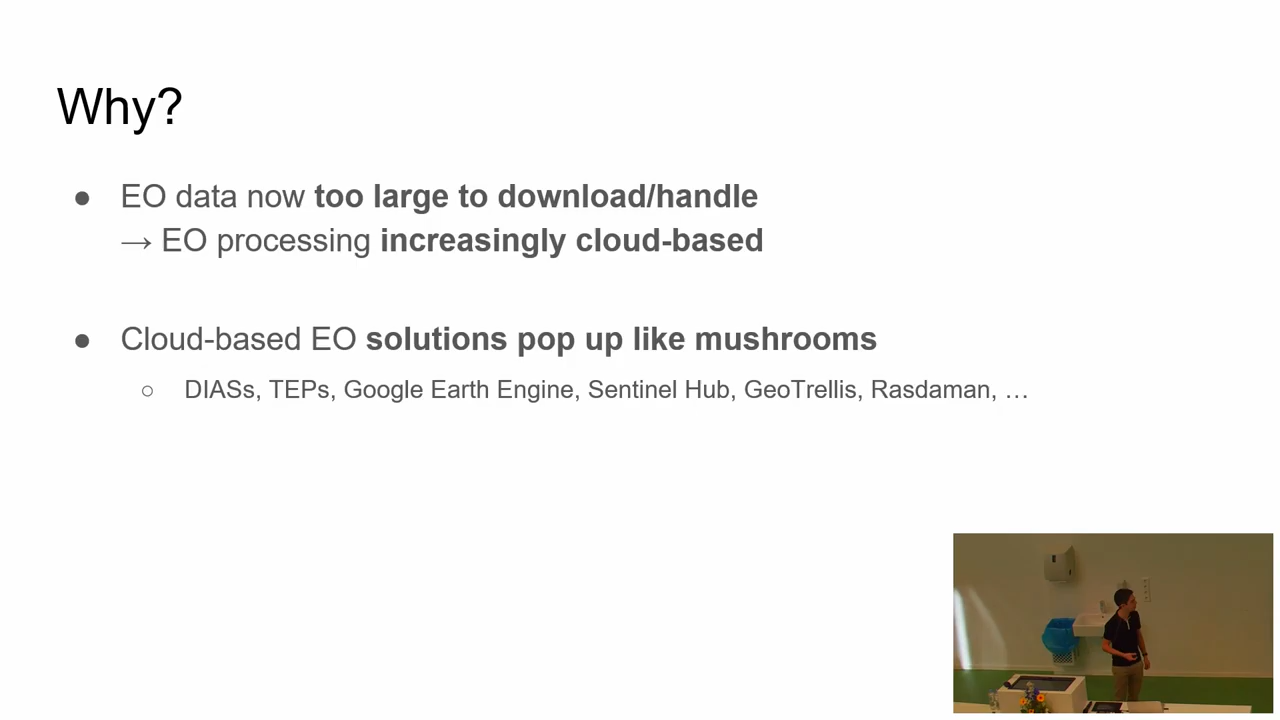 Why?
● EO data now too large to download/handle
→ EO processing increasingly cloud-based
● Cloud-based EO solutions pop up like mushrooms
○ DIASs, TEPs, Google Earth Engine, Sentinel Hub, GeoTrellis, Rasdaman, …